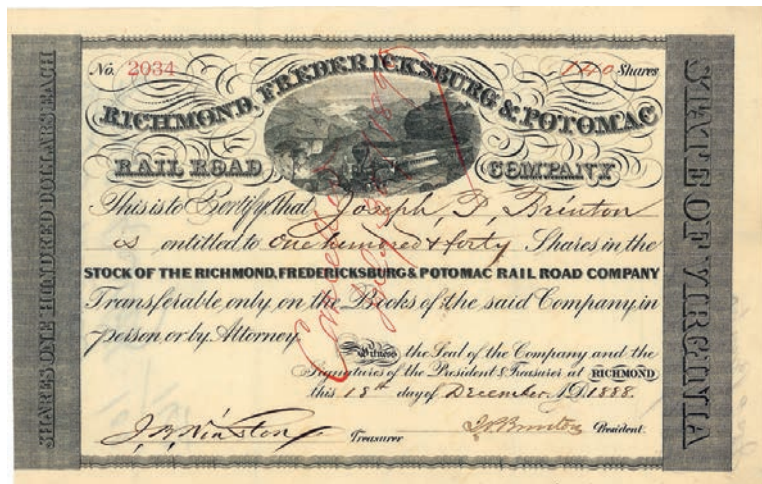 No. 2034
140 Shares
RICHMOND, FREDERICKSBURG & POTOMAC
RAIL ROAD COMPANY
This is to Certify that Joseph, P, Brinton
is entitled to one hundred & forty Shares in the
STOCK OF THE RICHMOND, FREDERICKSBURG & POTOMAC RAIL ROAD COMPANY
Transferable only on the Books of the said Company in
person or by Attorney
Witness the Seal of the Company and the
Signatures of the President & Treasurer at RICHMOND
this 18th day of December A.D. 1888.
J. B. Winston Treasurer J. P. Brinton President.
SHARES ONE HUNDRED DOLLARS EACH
STATE OF VIRGINIA
Cancelled
July